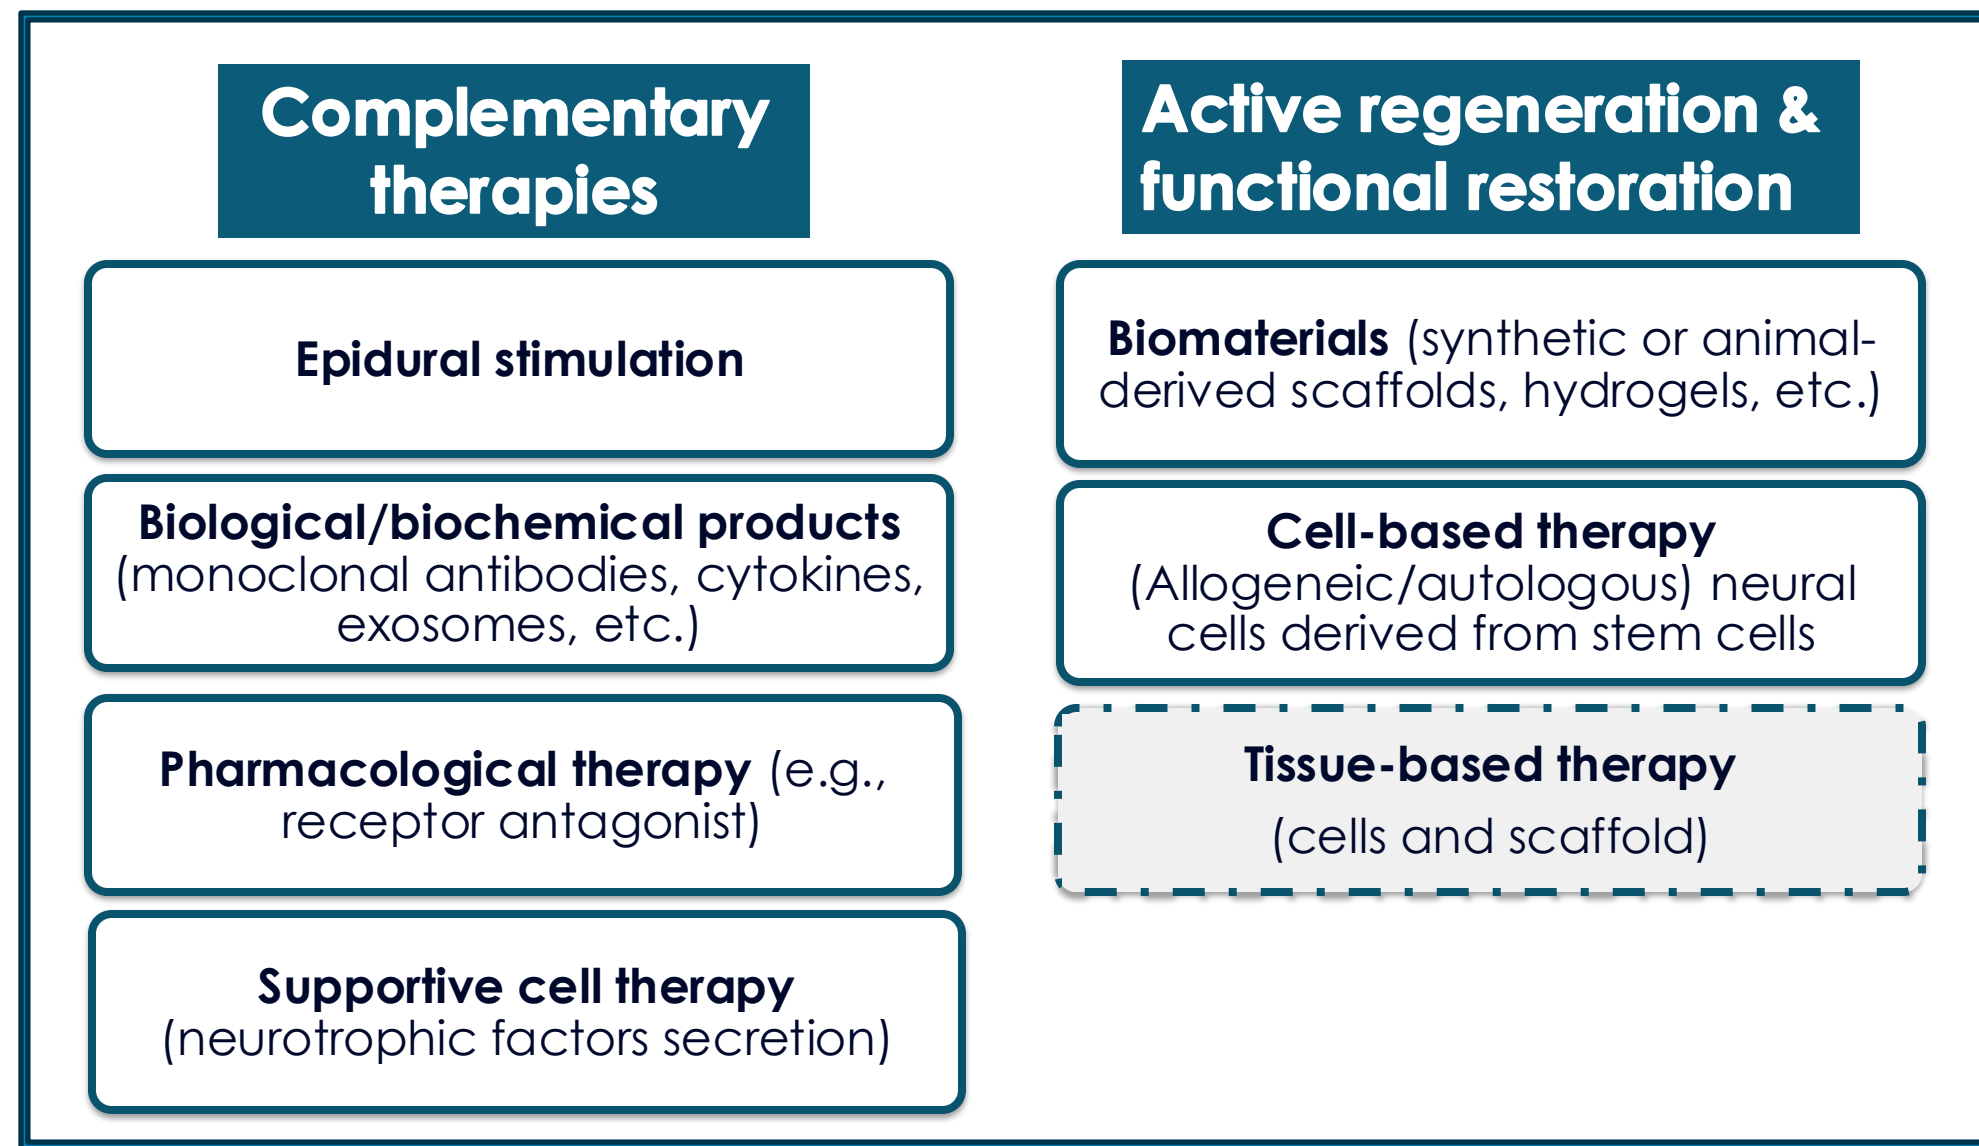 Complementary
therapies
Epidural stimulation
Biological/biochemical products
(monoclonal antibodies, cytokines,
exosomes, etc.)
Pharmacological therapy (e.g.,
receptor antagonist)
Supportive cell therapy
(neurotrophic factors secretion)
Active regeneration &
functional restoration
Biomaterials (synthetic or animal-
derived scaffolds, hydrogels, etc.)
Cell-based therapy
(Allogeneic/autologous) neural
cells derived from stem cells
Tissue-based therapy
(cells and scaffold)